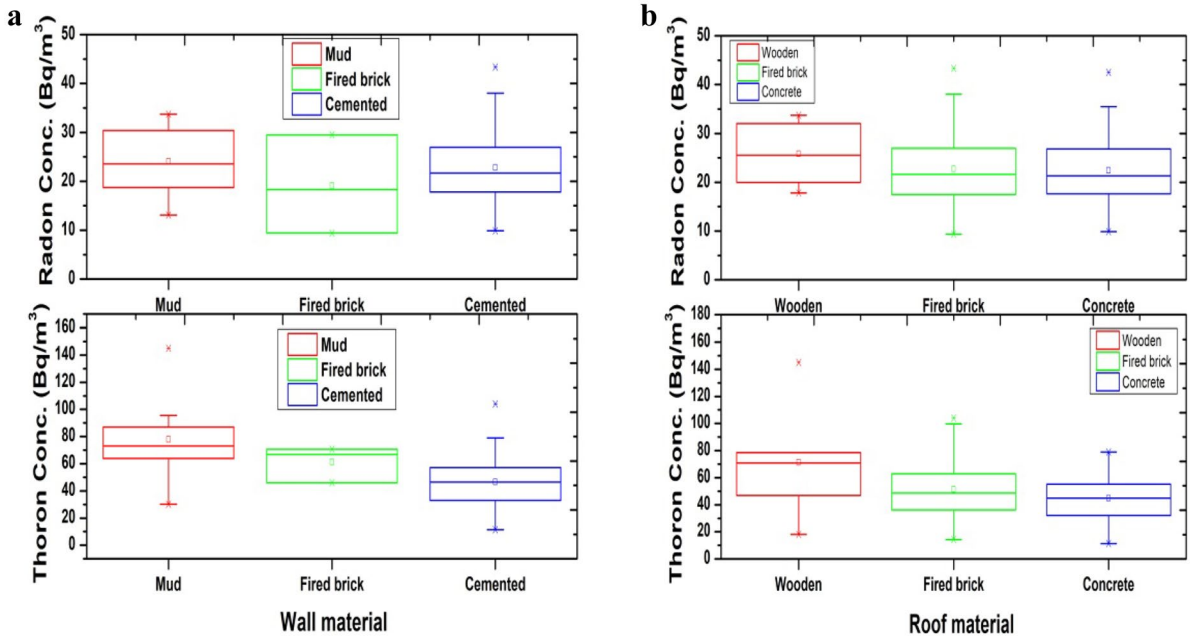 a
Radon Conc. (Bq/m³)
50
40
30
20
10
0
Mud
Fired brick
Cemented
Mud
Fired brick
Cemented
Thoron Conc. (Bq/m³)
160
140
120
100
80
60
40
20
0
Mud
Fired brick
Cemented
Mud
Fired brick
Cemented
Wall material
b
Radon Conc. (Bq/m³)
50
40
30
20
10
0
Wooden
Fired brick
Concrete
Wooden
Fired brick
Concrete
Thoron Conc. (Bq/m³)
180
160
140
120
100
80
60
40
20
0
Wooden
Fired brick
Concrete
Wooden
Fired brick
Concrete
Roof material